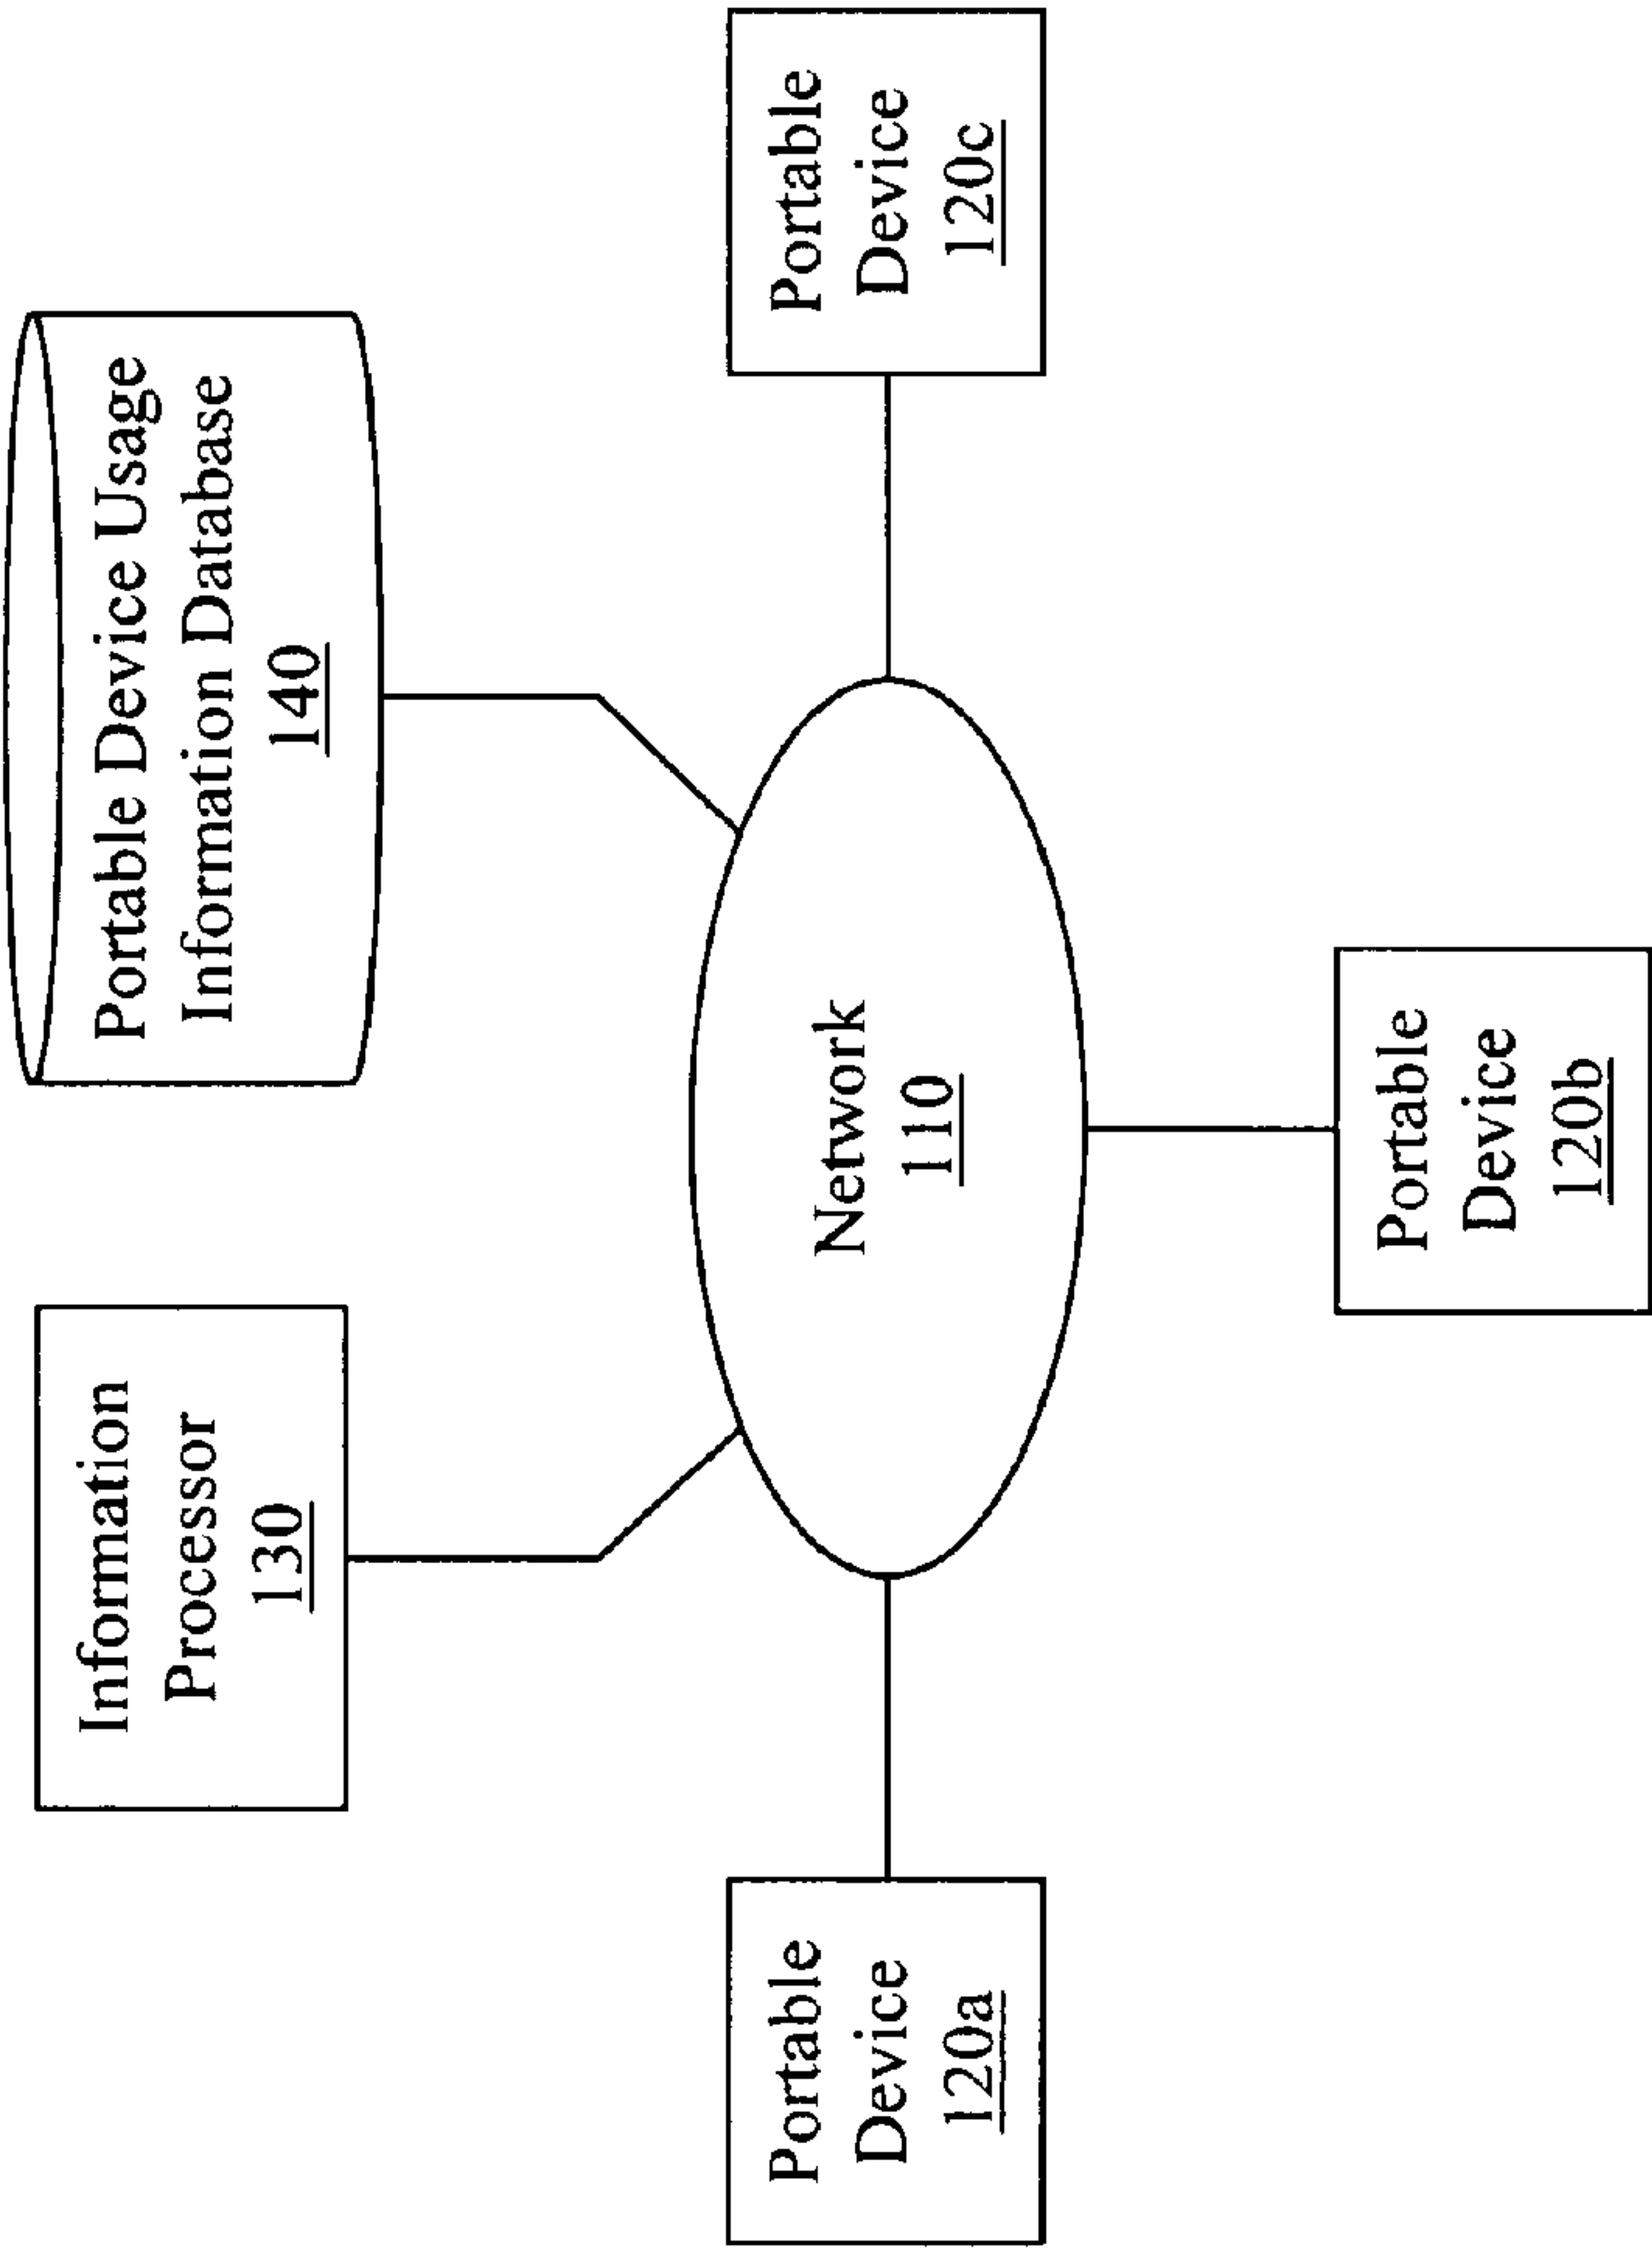 Information
Processor
130
Portable Device Usage
Information Database
140
Portable
Device
120a
Network
110
Portable
Device
120c
Portable
Device
120b